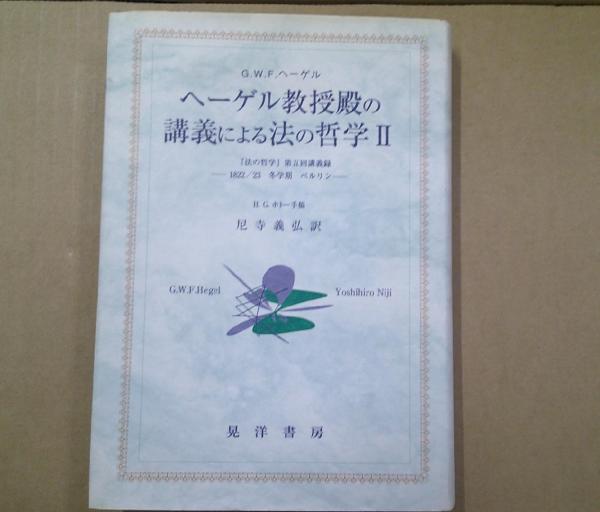 G.W.F.ヘーゲル
ヘーゲル教授殿の
講義による法の哲学 II
『法の哲学』第五回講義録
— 1822/23 冬学期 ベルリン —
H. G. ホトー手稿
尼寺義弘訳
G.W.F.Hegel
Yoshihiro Niji
晃洋書房